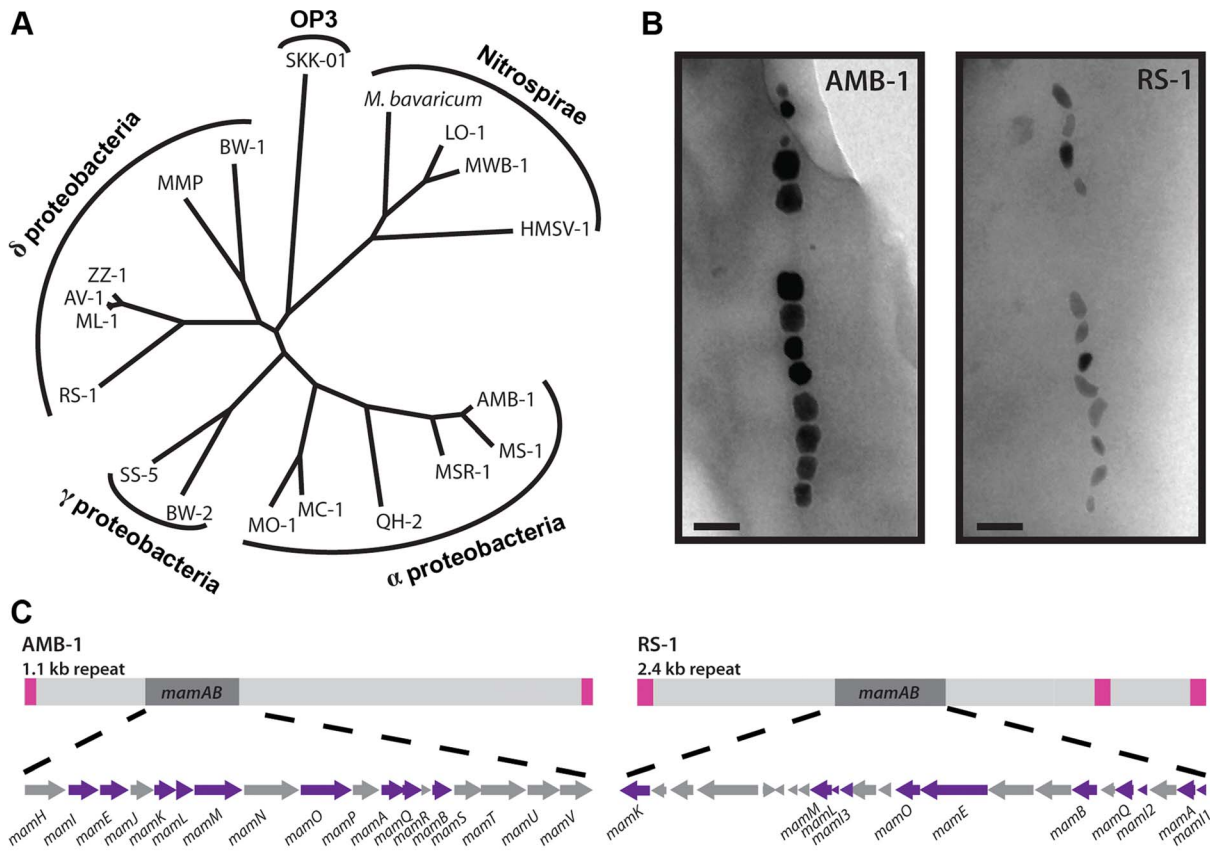 A
OP3
SKK-01
Nitrospirae
M. bavaricum
LO-1
MWB-1
HMSV-1
δ proteobacteria
BW-1
MMP
ZZ-1
AV-1
ML-1
RS-1
SS-5
BW-2
γ proteobacteria
MO-1
MC-1
QH-2
MSR-1
MS-1
AMB-1
α proteobacteria
B
AMB-1
RS-1
C
AMB-1
1.1 kb repeat
mamAB
mamH
mamI
mamE
mamJ
mamK
mamL
mamM
mamN
mamO
mamP
mamA
mamQ
mamR
mamB
mamS
mamT
mamU
mamV
RS-1
2.4 kb repeat
mamAB
mamK
mamM
mamL
mamI3
mamO
mamE
mamB
mamQ
mamI2
mamA
mamI1